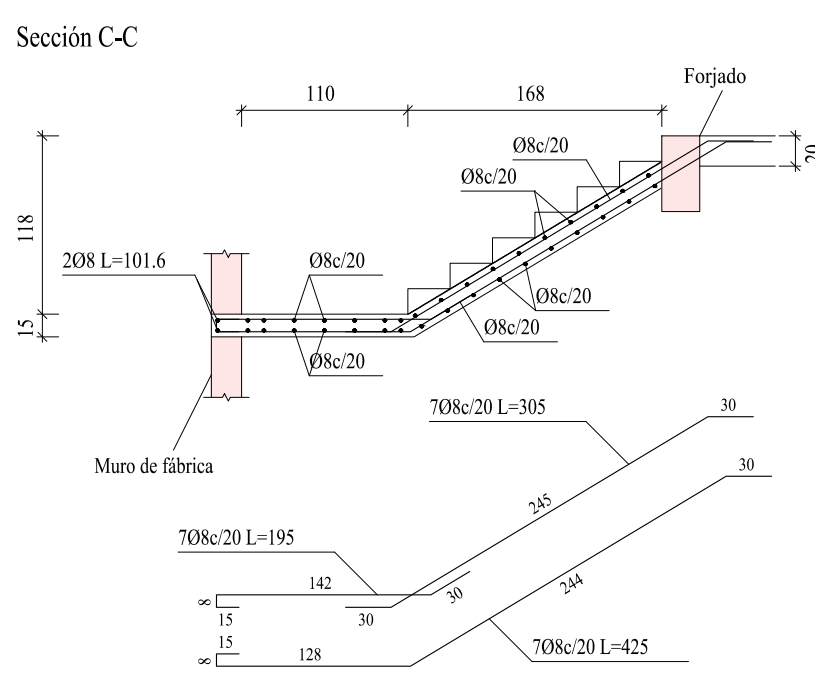 Sección C-C
Forjado
110
168
20
Ø8c/20
Ø8c/20
118
2Ø8 L=101.6
Ø8c/20
Ø8c/20
15
Ø8c/20
Ø8c/20
7Ø8c/20 L=305
30
Muro de fábrica
30
245
7Ø8c/20 L=195
142
244
8
15
30
30
15
8
128
7Ø8c/20 L=425